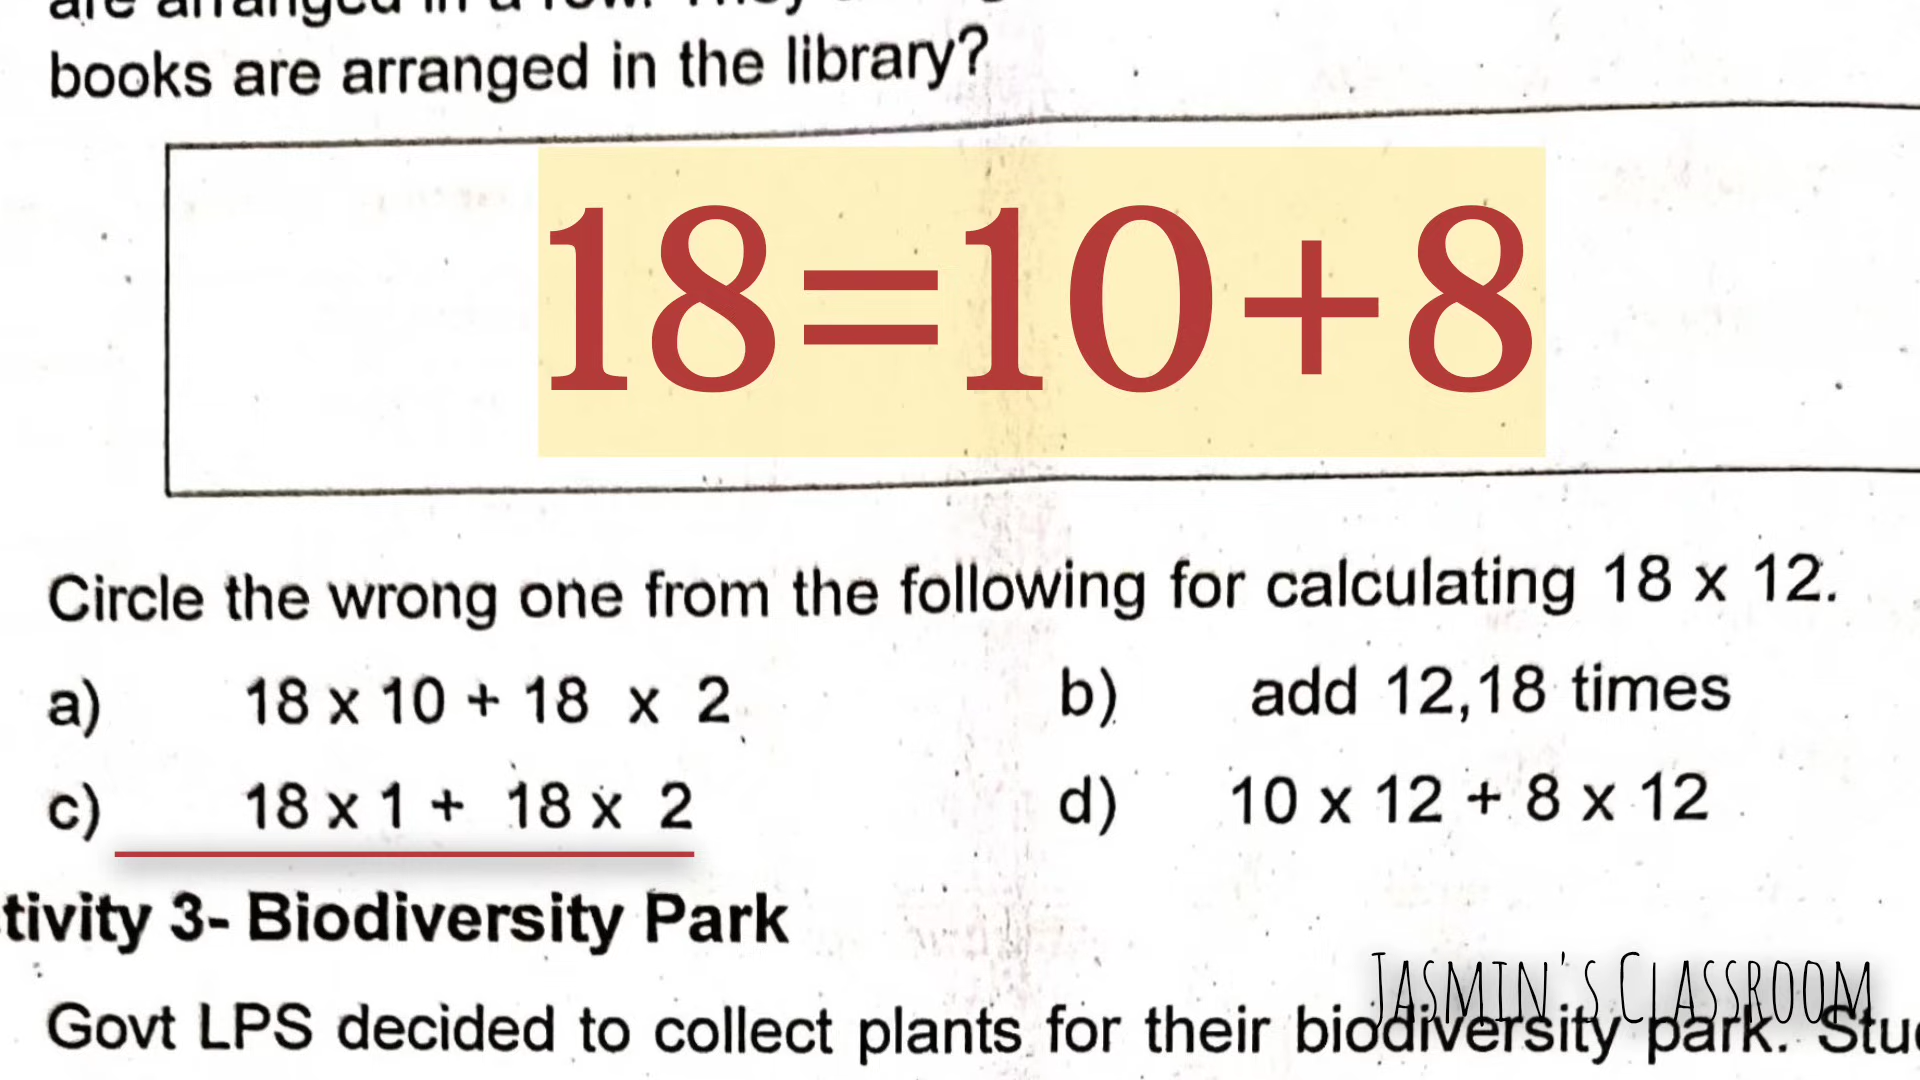 books are arranged in the library?
18=10+8
Circle the wrong one from the following for calculating 18 x 12.
a) 18 x 10 + 18 x 2
b) add 12,18 times
c) 18 x 1 + 18 x 2
d) 10 x 12 + 8 x 12
tivity 3- Biodiversity Park
JASMIN'S CLASSROOM
Govt LPS decided to collect plants for their biodiversity park. Stu